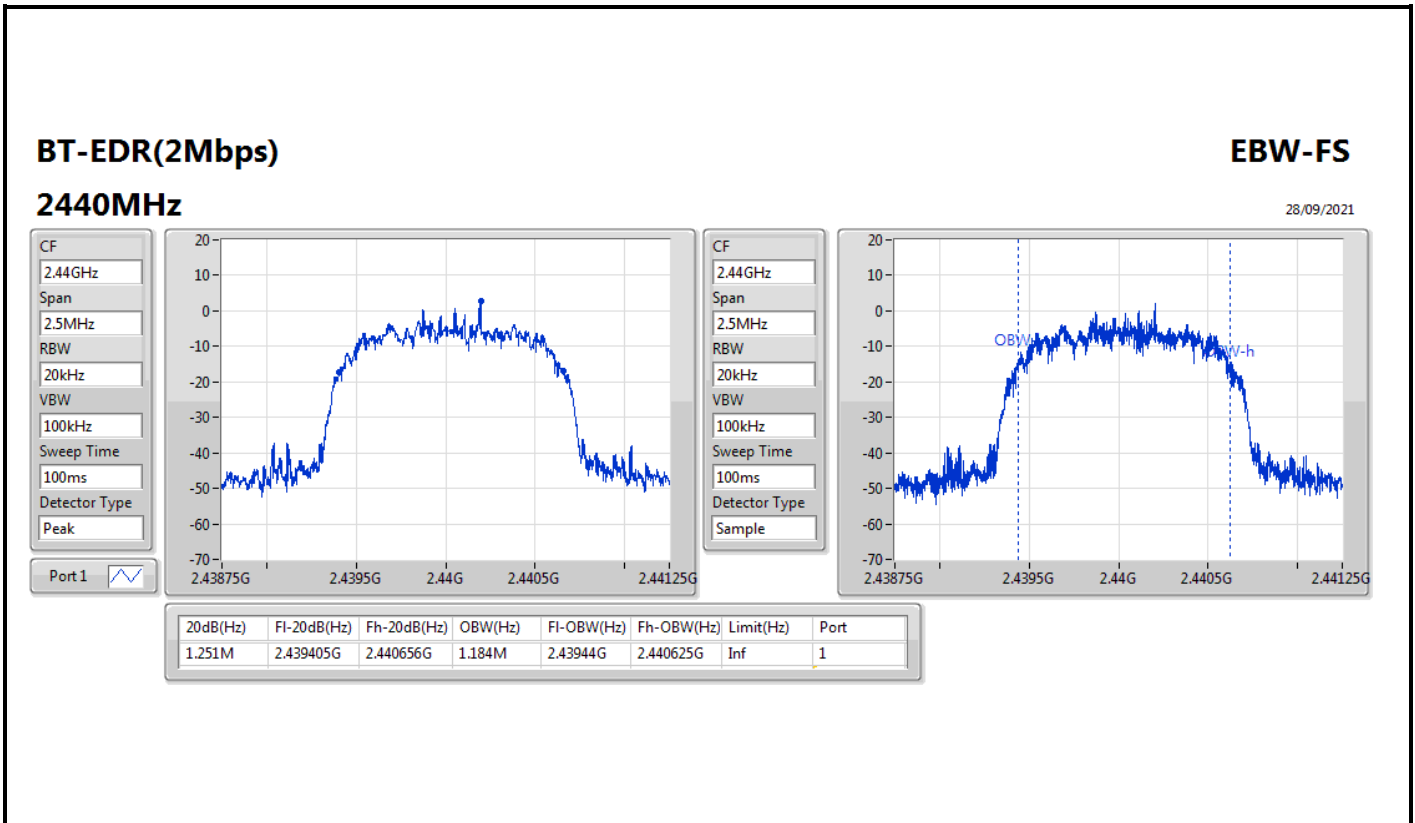 BT-EDR(2Mbps)
EBW-FS
2440MHz
28/09/2021
CF
2.44GHz
Span
2.5MHz
RBW
20kHz
VBW
100kHz
Sweep Time
100ms
Detector Type
Peak
Port 1
20
10
0
-10
-20
-30
-40
-50
-60
-70
2.43875G 2.4395G 2.44G 2.4405G 2.44125G
CF
2.44GHz
Span
2.5MHz
RBW
20kHz
VBW
100kHz
Sweep Time
100ms
Detector Type
Sample
20
10
0
-10
-20
-30
-40
-50
-60
-70
OBW
2.43875G 2.4395G 2.44G 2.4405G 2.44125G
20dB(Hz) Fl-20dB(Hz) Fh-20dB(Hz) OBW(Hz) Fl-OBW(Hz) Fh-OBW(Hz) Limit(Hz) Port
1.251M 2.439405G 2.440656G 1.184M 2.43944G 2.440625G Inf 1